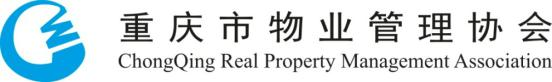 重庆市物业管理协会
ChongQing Real Property Management Association